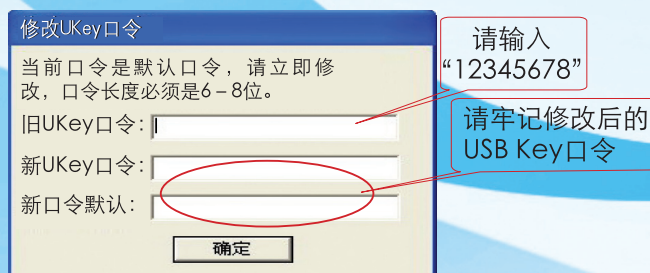 修改UKey口令
当前口令是默认口令，请立即修
改，口令长度必须是6–8位。
旧UKey口令：
新UKey口令：
新口令默认：
确定
请输入
“12345678”
请牢记修改后的
USB Key口令